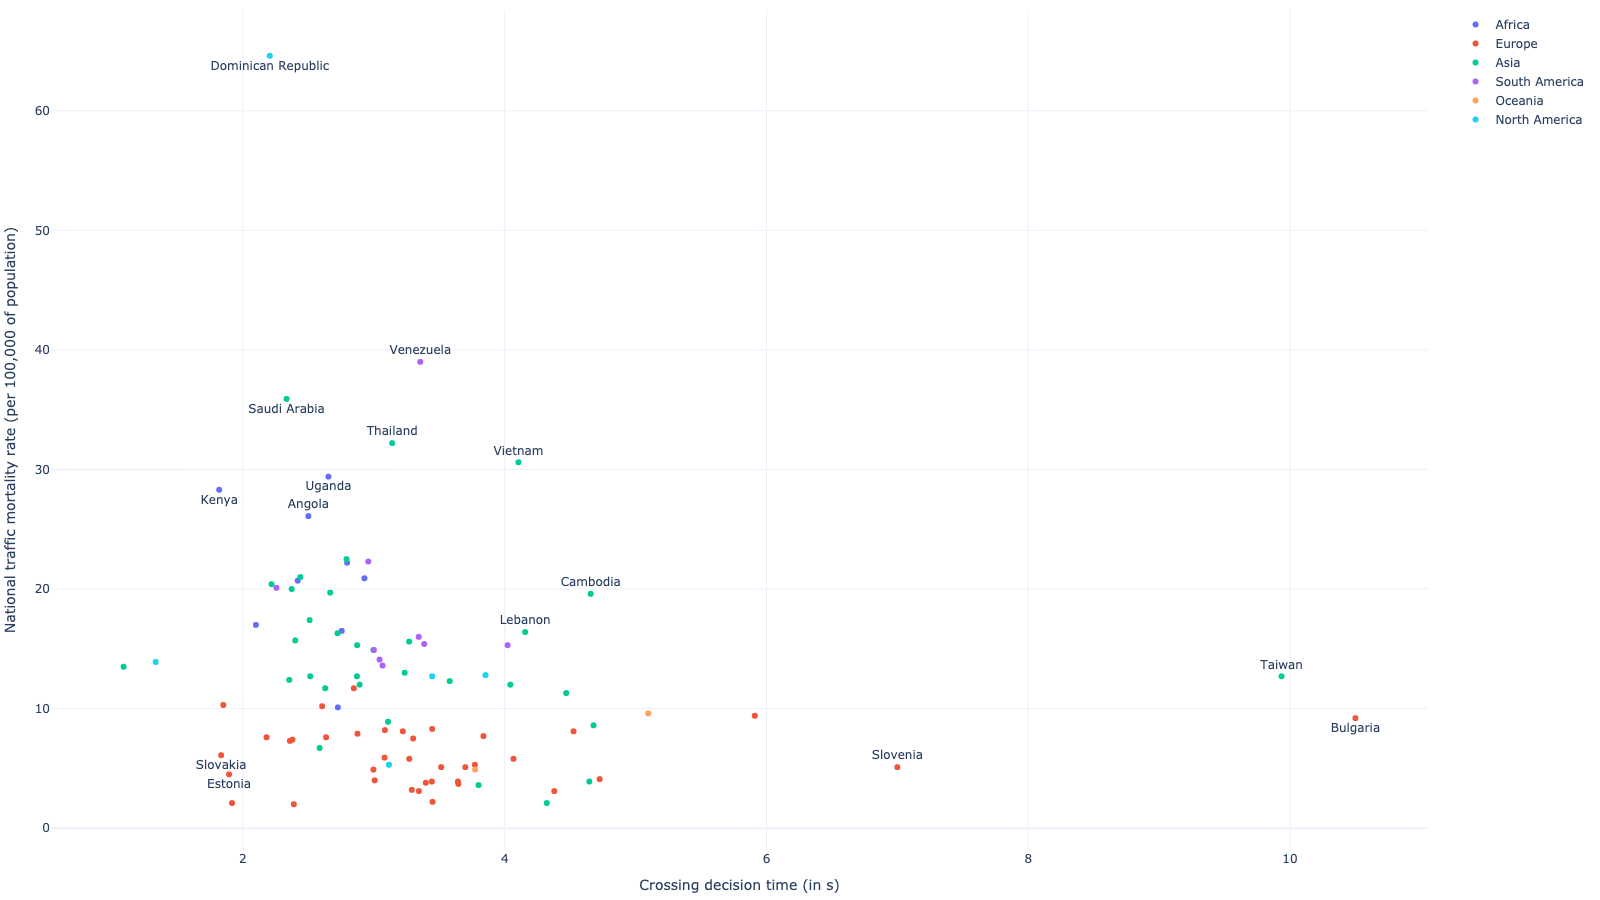 Africa
Europe
Asia
South America
Oceania
North America
Dominican Republic
Venezuela
Saudi Arabia
Thailand
Vietnam
Uganda
Kenya
Angola
Cambodia
Lebanon
Taiwan
Bulgaria
Slovenia
Slovakia
Estonia
60
50
40
30
20
10
0
National traffic mortality rate (per 100,000 of population)
2
4
6
8
10
Crossing decision time (in s)